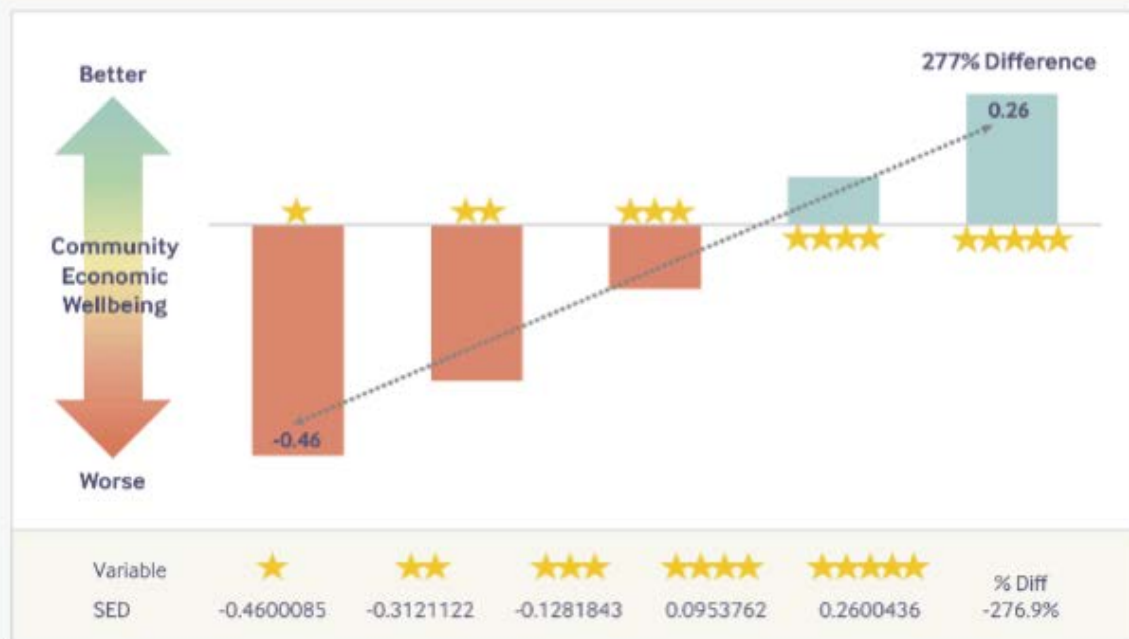 277% Difference
Better
0.26
Community
Economic
Wellbeing
-0.46
Worse
Variable
% Diff
SED -0.4600085 -0.3121122 -0.1281843 0.0953762 0.2600436 -276.9%